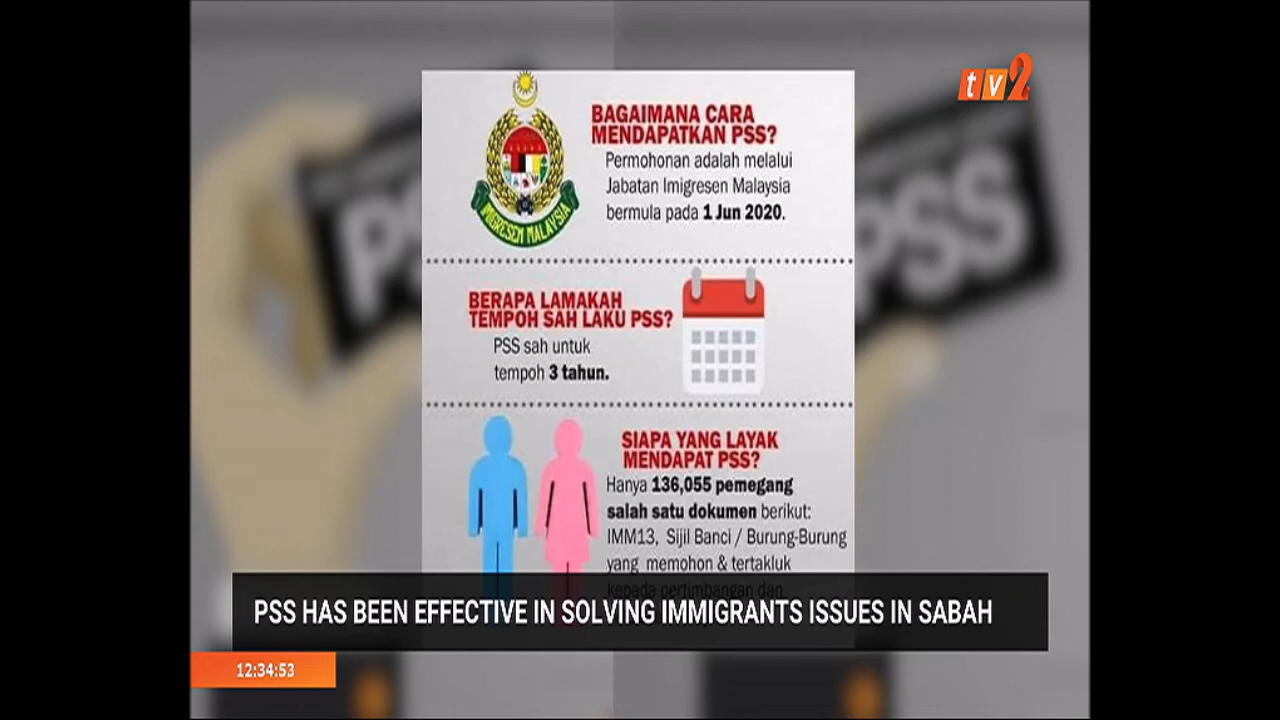 tv2
BAGAIMANA CARA
MENDAPATKAN PSS?
Permohonan adalah melalui
Jabatan Imigresen Malaysia
bermula pada 1 Jun 2020.
IMIGRESEN MALAYSIA
BERAPA LAMAKAH
TEMPOH SAH LAKU PSS?
PSS sah untuk
tempoh 3 tahun.
SIAPA YANG LAYAK
MENDAPAT PSS?
Hanya 136,055 pemegang
salah satu dokumen berikut:
IMM13, Sijil Banci / Burung-Burung
yang memohon & tertakluk
kepada pertimbangan dan
PSS
PSS HAS BEEN EFFECTIVE IN SOLVING IMMIGRANTS ISSUES IN SABAH
12:34:53